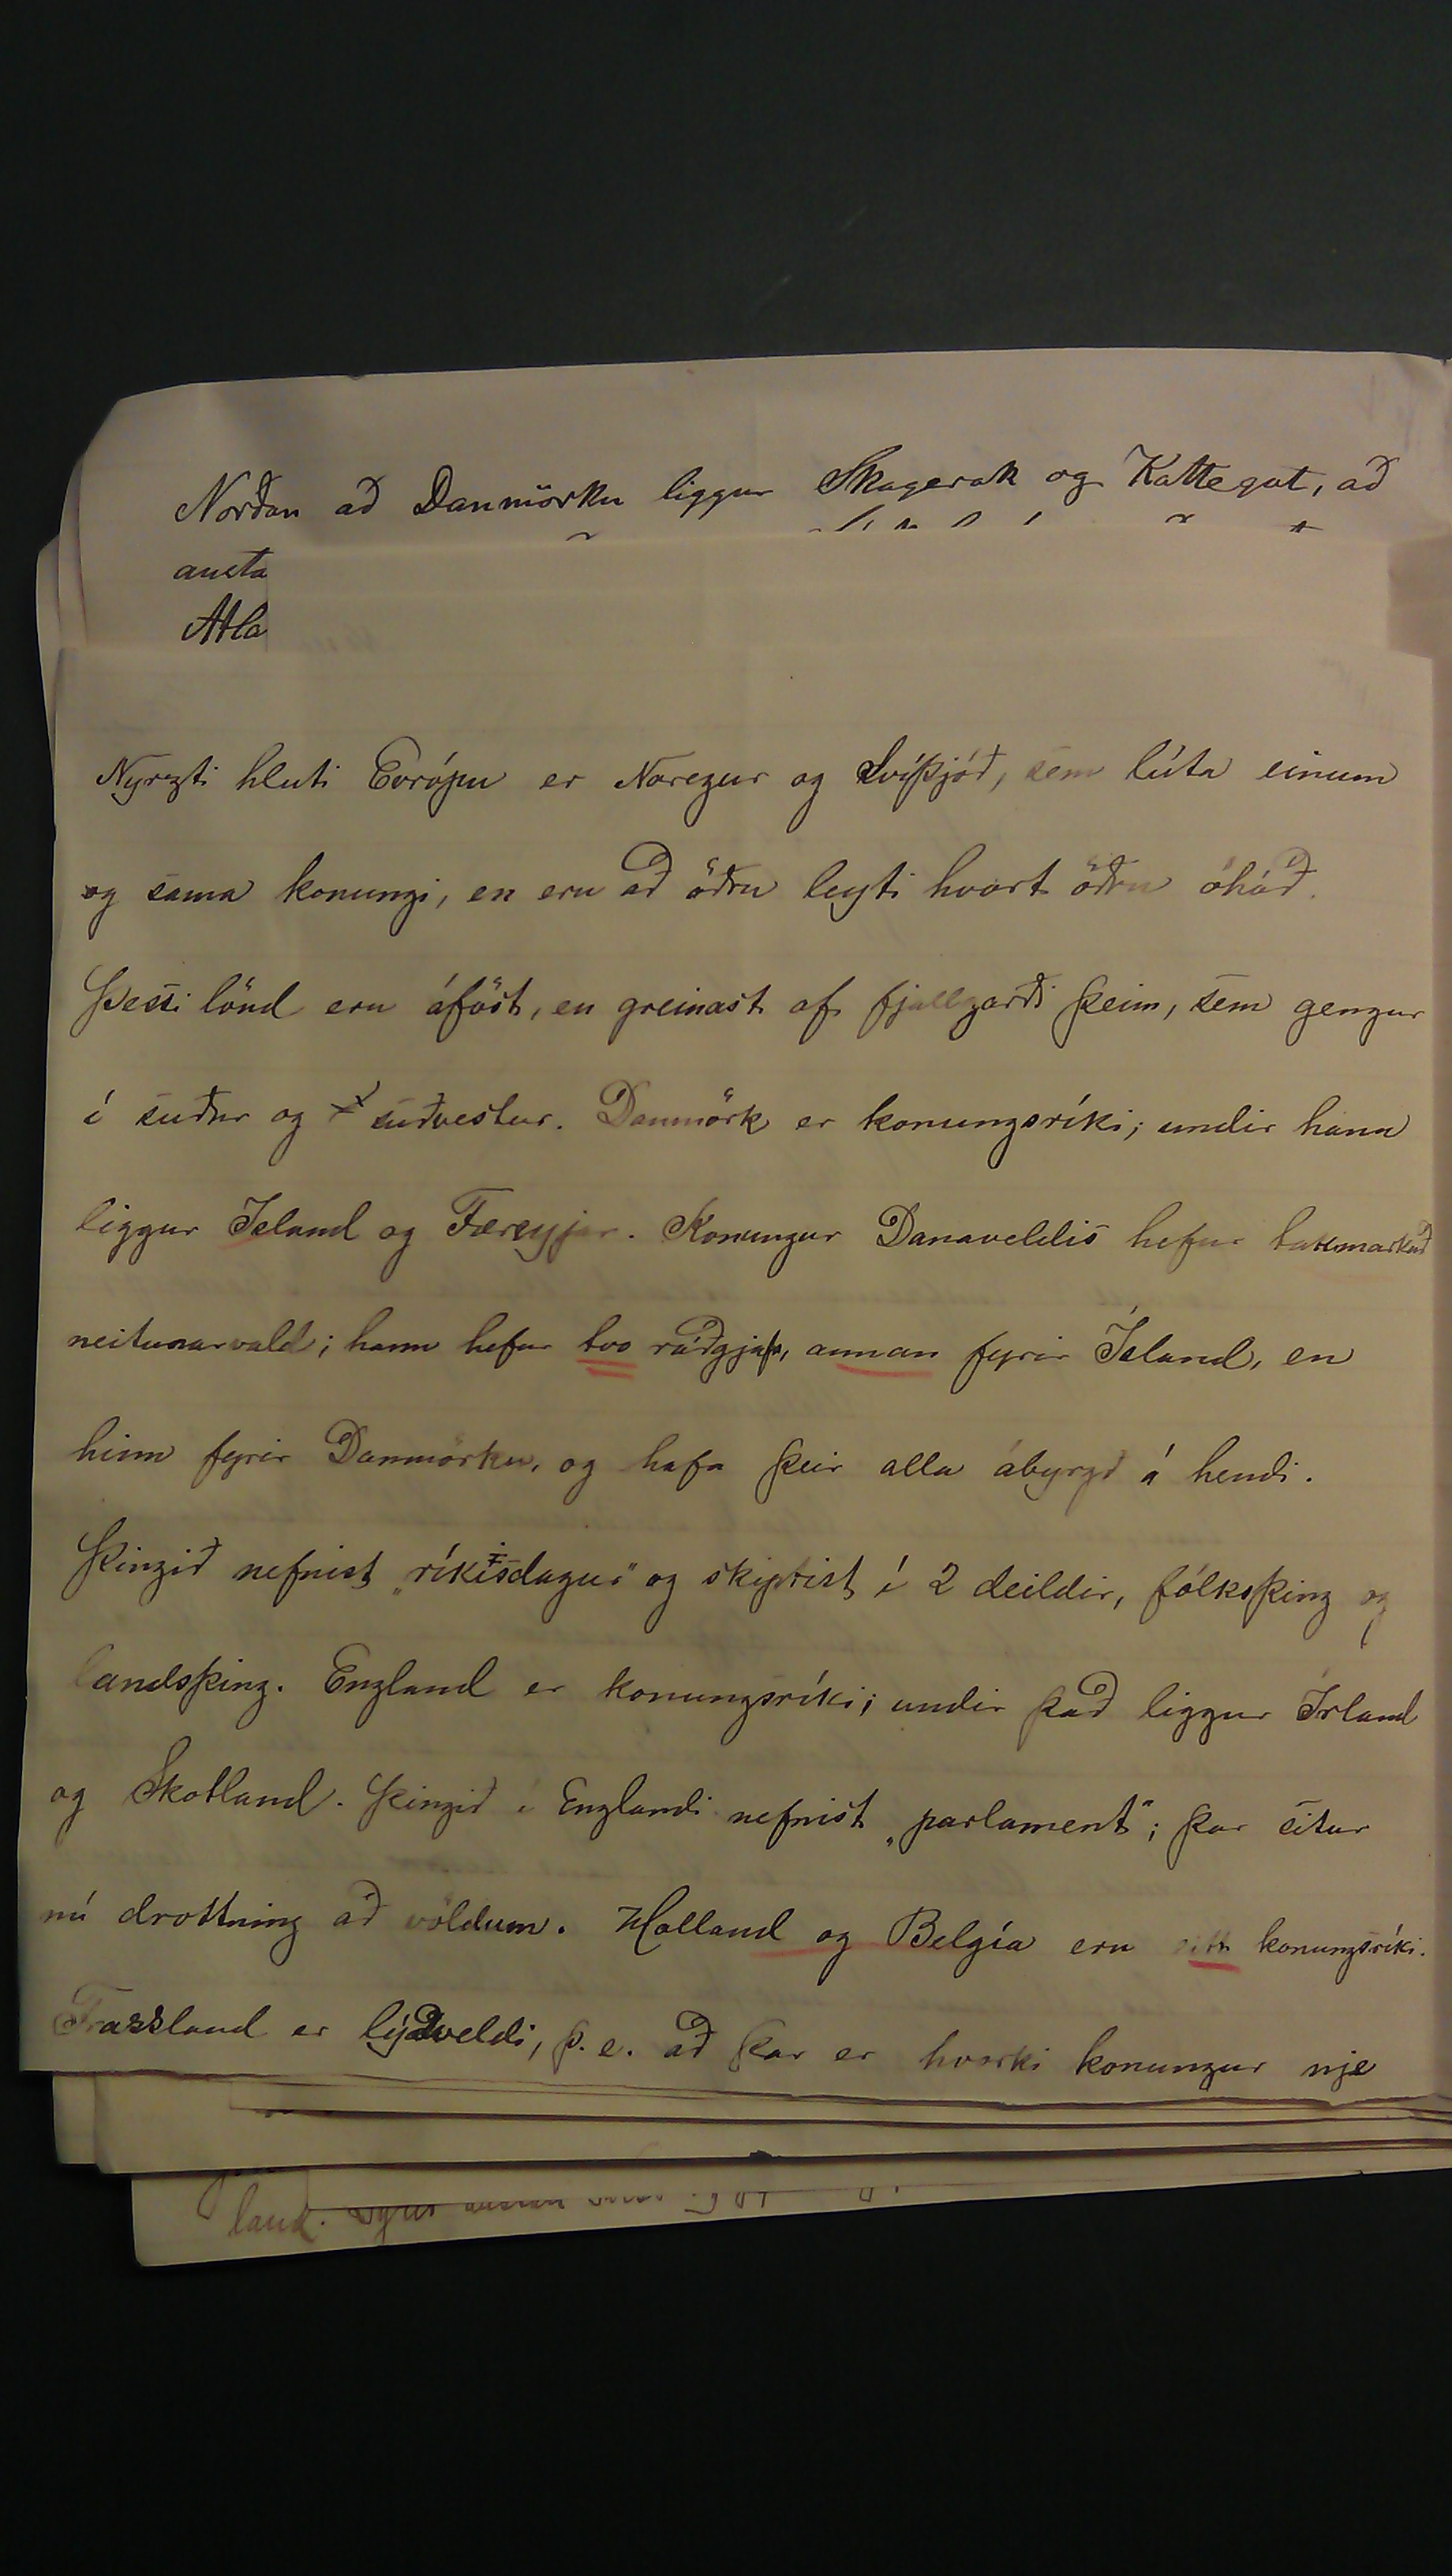 Norðan að Danmörku liggur Skagerak og Kattegat, að
austa
Atla
Nyrzti hluti Evrópu er Noregur og Svíþjóð, sem lúta einum
og sama konungi, en eru að öðru leyti hvort öðru óháð.
Þessi lönd eru áföst, en greinast af fjallgarði þeim, sem gengur
í suður og suðvestur. Danmörk er konungsríki; undir hana
liggur Ísland og Færeyjar. Konungur Danaveldis hefur takmarkað
neitunarvald; hann hefur tvo ráðgjafa, annan fyrir Ísland, en
hinn fyrir Danmörku, og hafa þeir alla ábyrgð á hendi.
Þingið nefnist „ríkisdagur" og skiptist í 2 deildir, fólksþing og
landsþing. England er konungsríki; undir það liggur Írland
og Skotland. Þingið í Englandi nefnist „parlament"; þar situr
nú drottning að völdum. Holland og Belgía eru eitt konungsríki.
Frakkland er lýðveldi, þ.e. að þar er hvorki konungur nje
land.